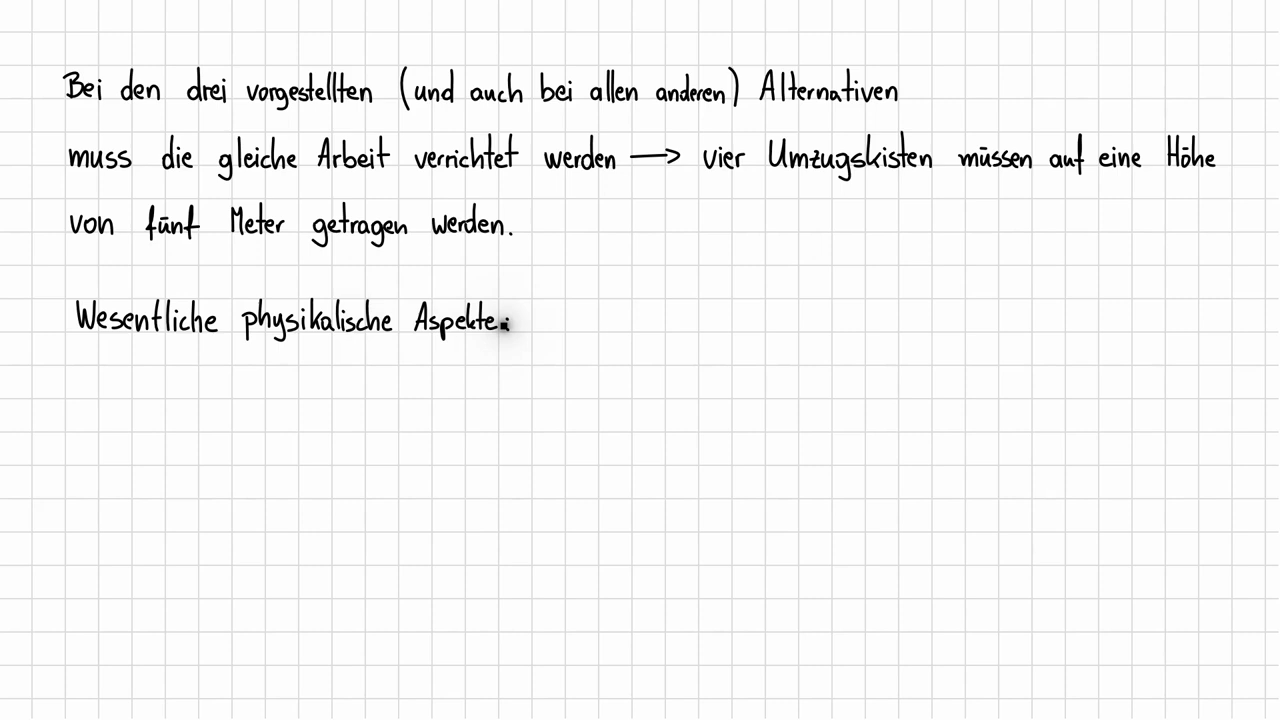 Bei den drei vorgestellten (und auch bei allen anderen) Alternativen
muss die gleiche Arbeit verrichtet werden → vier Umzugskisten müssen auf eine Höhe
von fünf Meter getragen werden.
Wesentliche physikalische Aspekte: